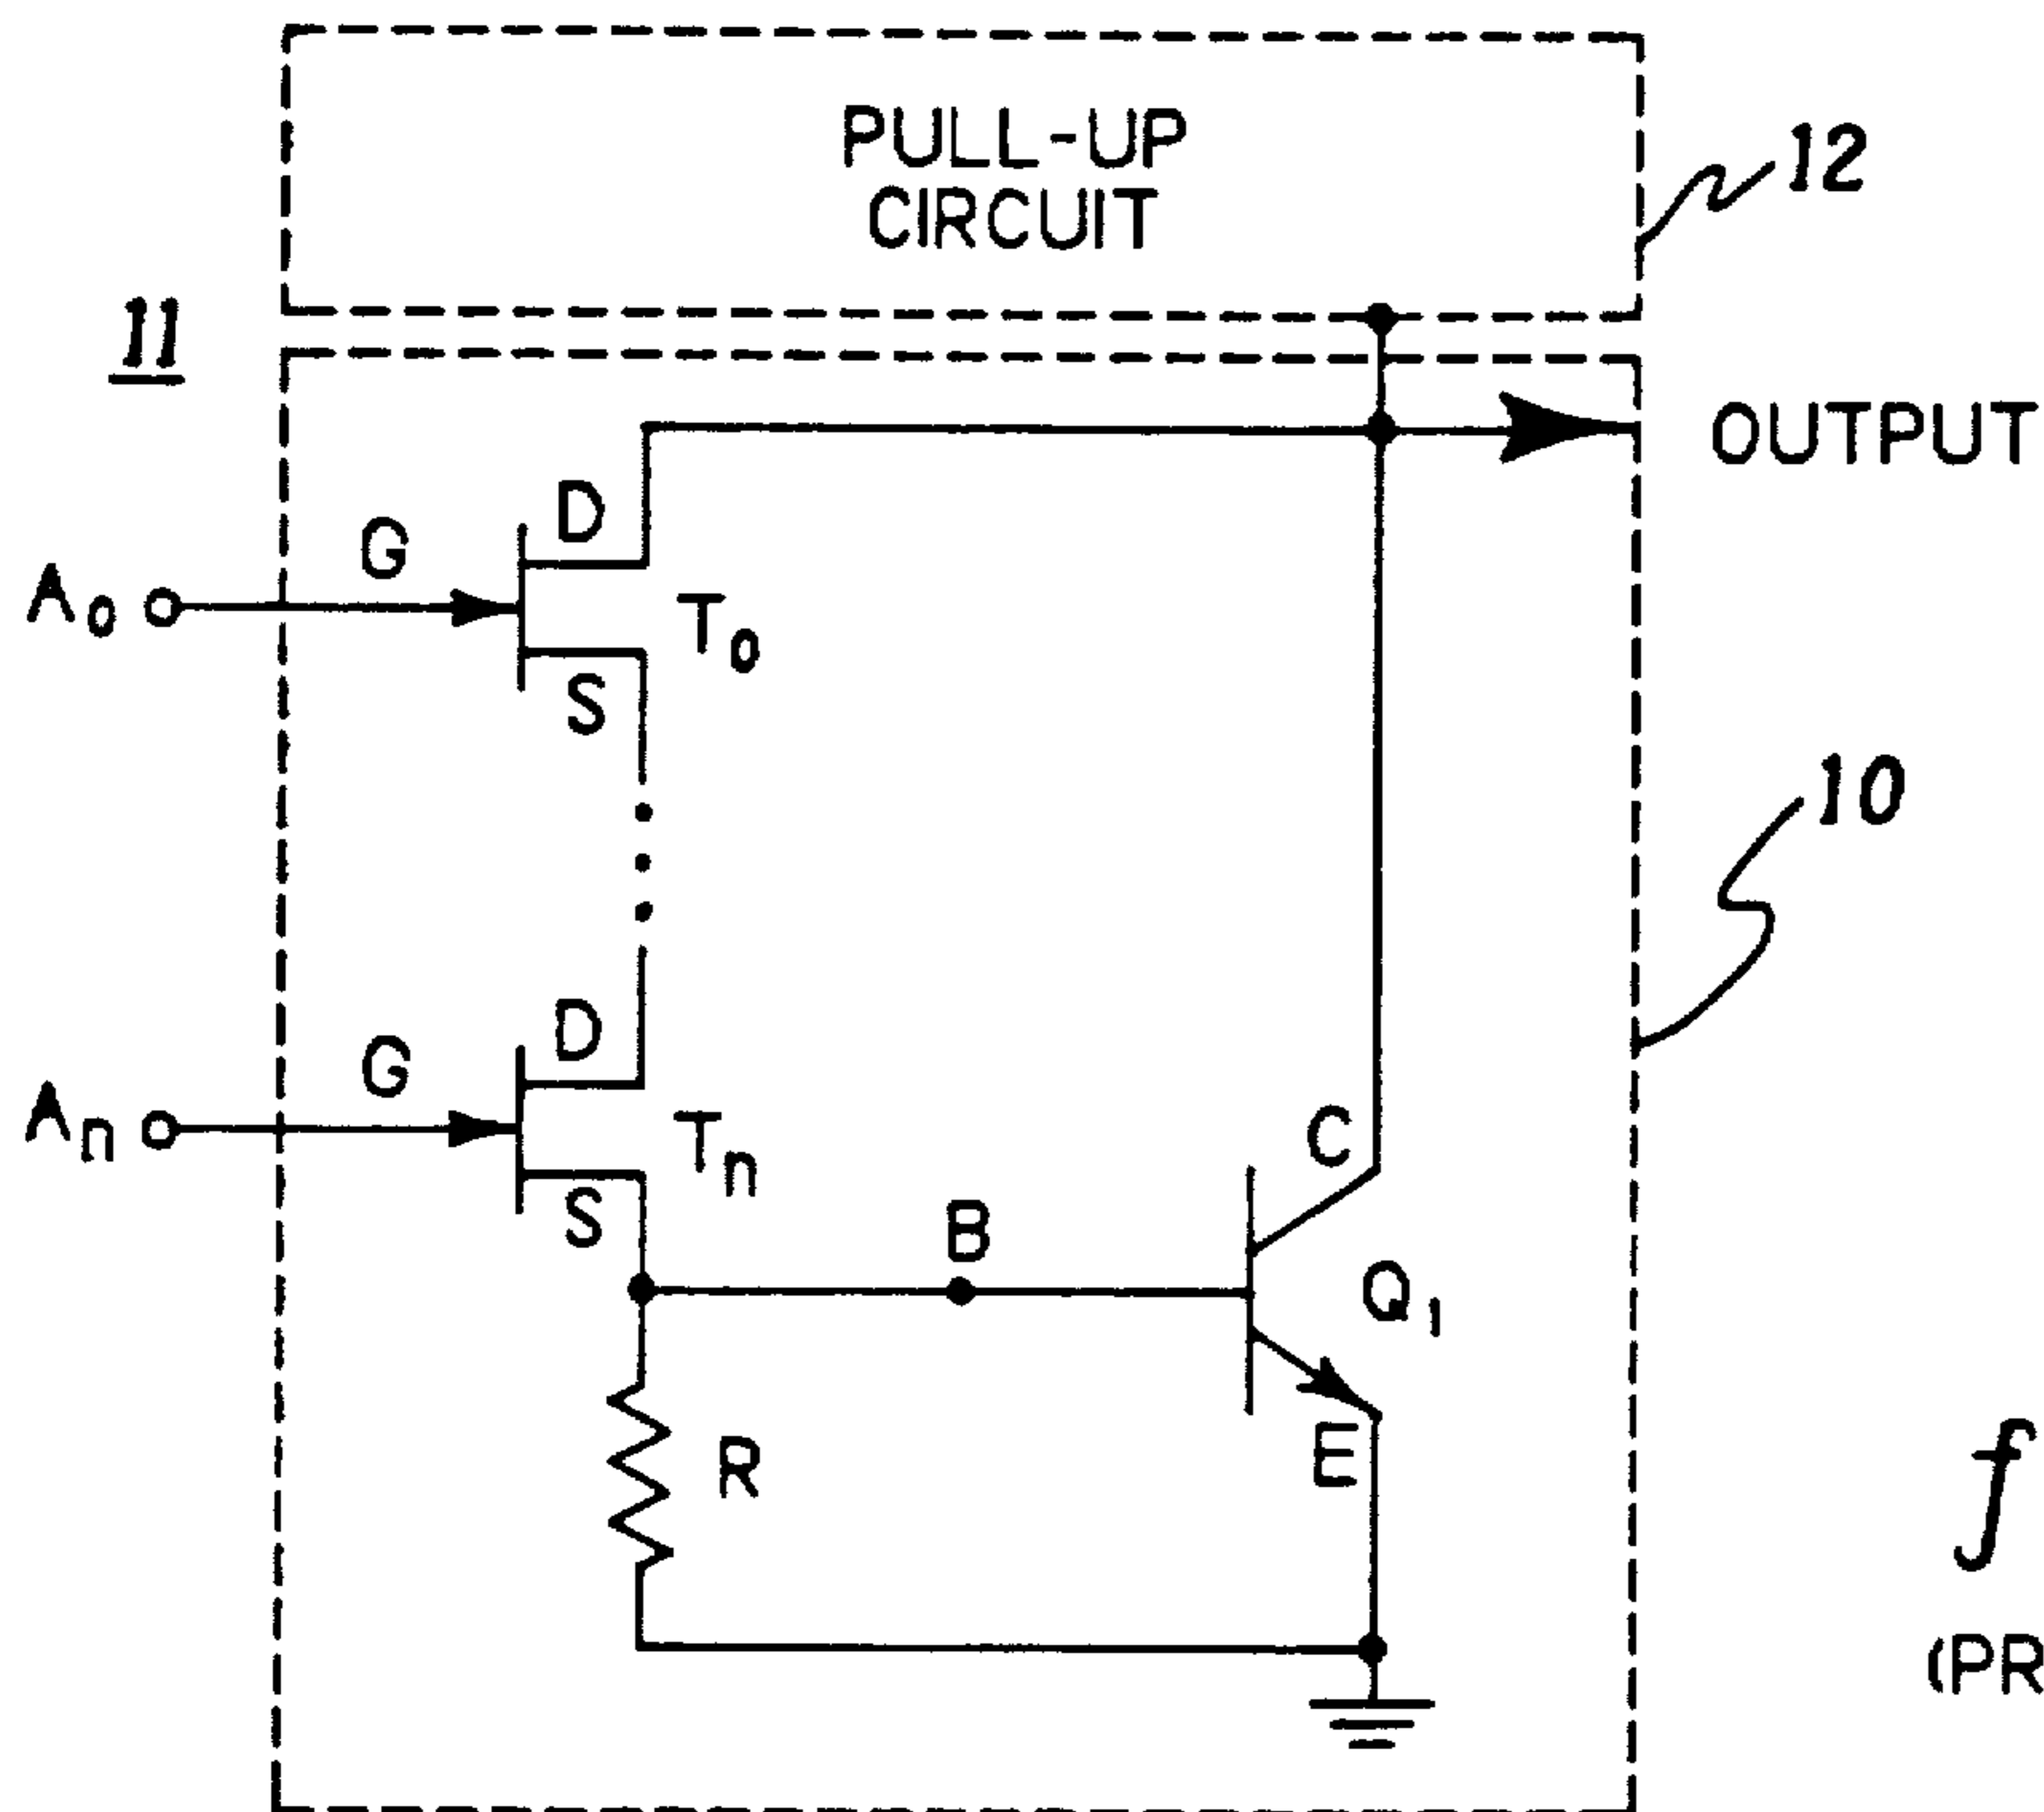 PULL-UP
CIRCUIT
12
11
OUTPUT
D
G
A0
T0
S
10
D
G
An
Tn
S
C
B
Q1
E
R
f
(PR